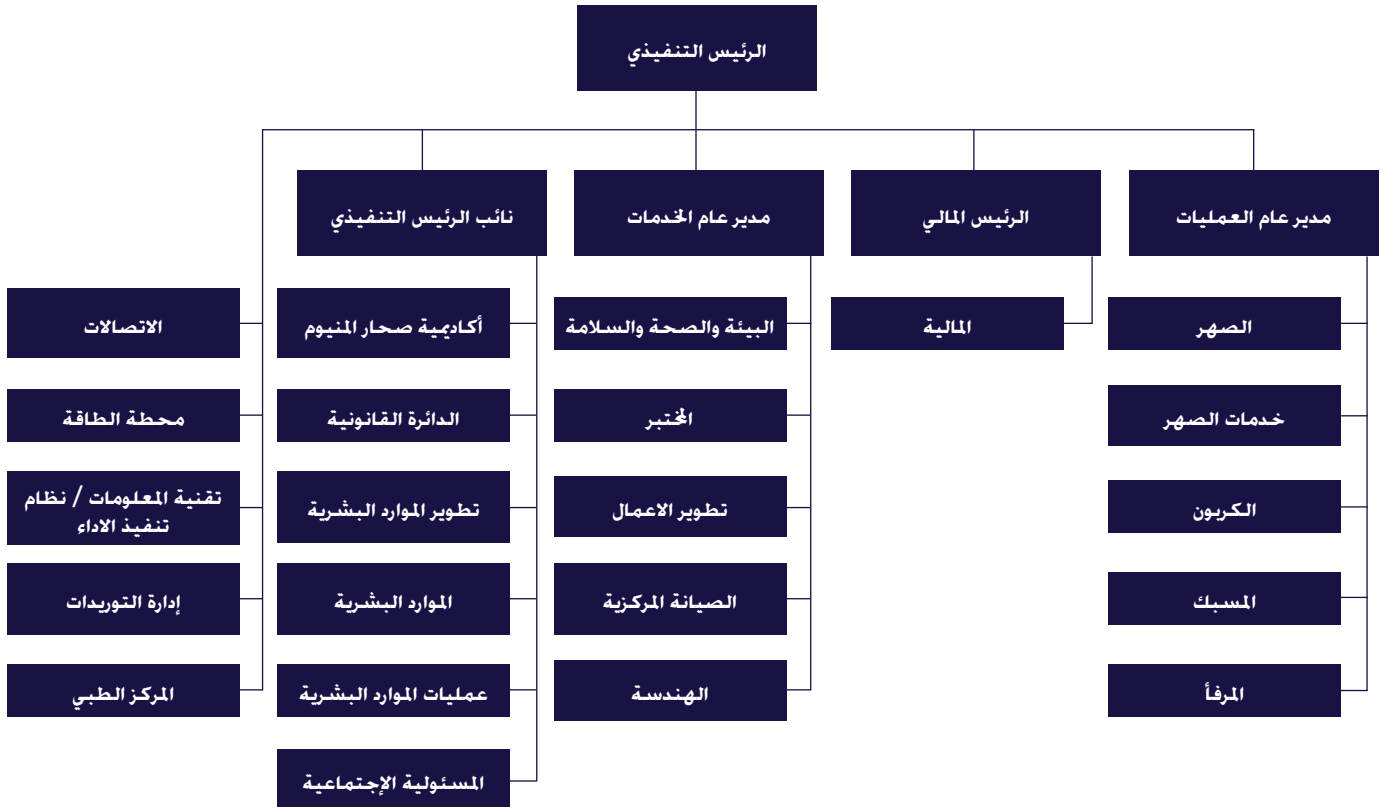 الرئيس التنفيذي
مدير عام العمليات
الرئيس المالي
مدير عام الخدمات
نائب الرئيس التنفيذي
الصهر
خدمات الصهر
الكربون
المسبك
المرفأ
المالية
البيئة والصحة والسلامة
المختبر
تطوير الاعمال
الصيانة المركزية
الهندسة
أكاديمية صحار المنيوم
الدائرة القانونية
تطوير الموارد البشرية
الموارد البشرية
عمليات الموارد البشرية
المسئولية الإجتماعية
الاتصالات
محطة الطاقة
تقنية المعلومات / نظام
تنفيذ الاداء
إدارة التوريدات
المركز الطبي